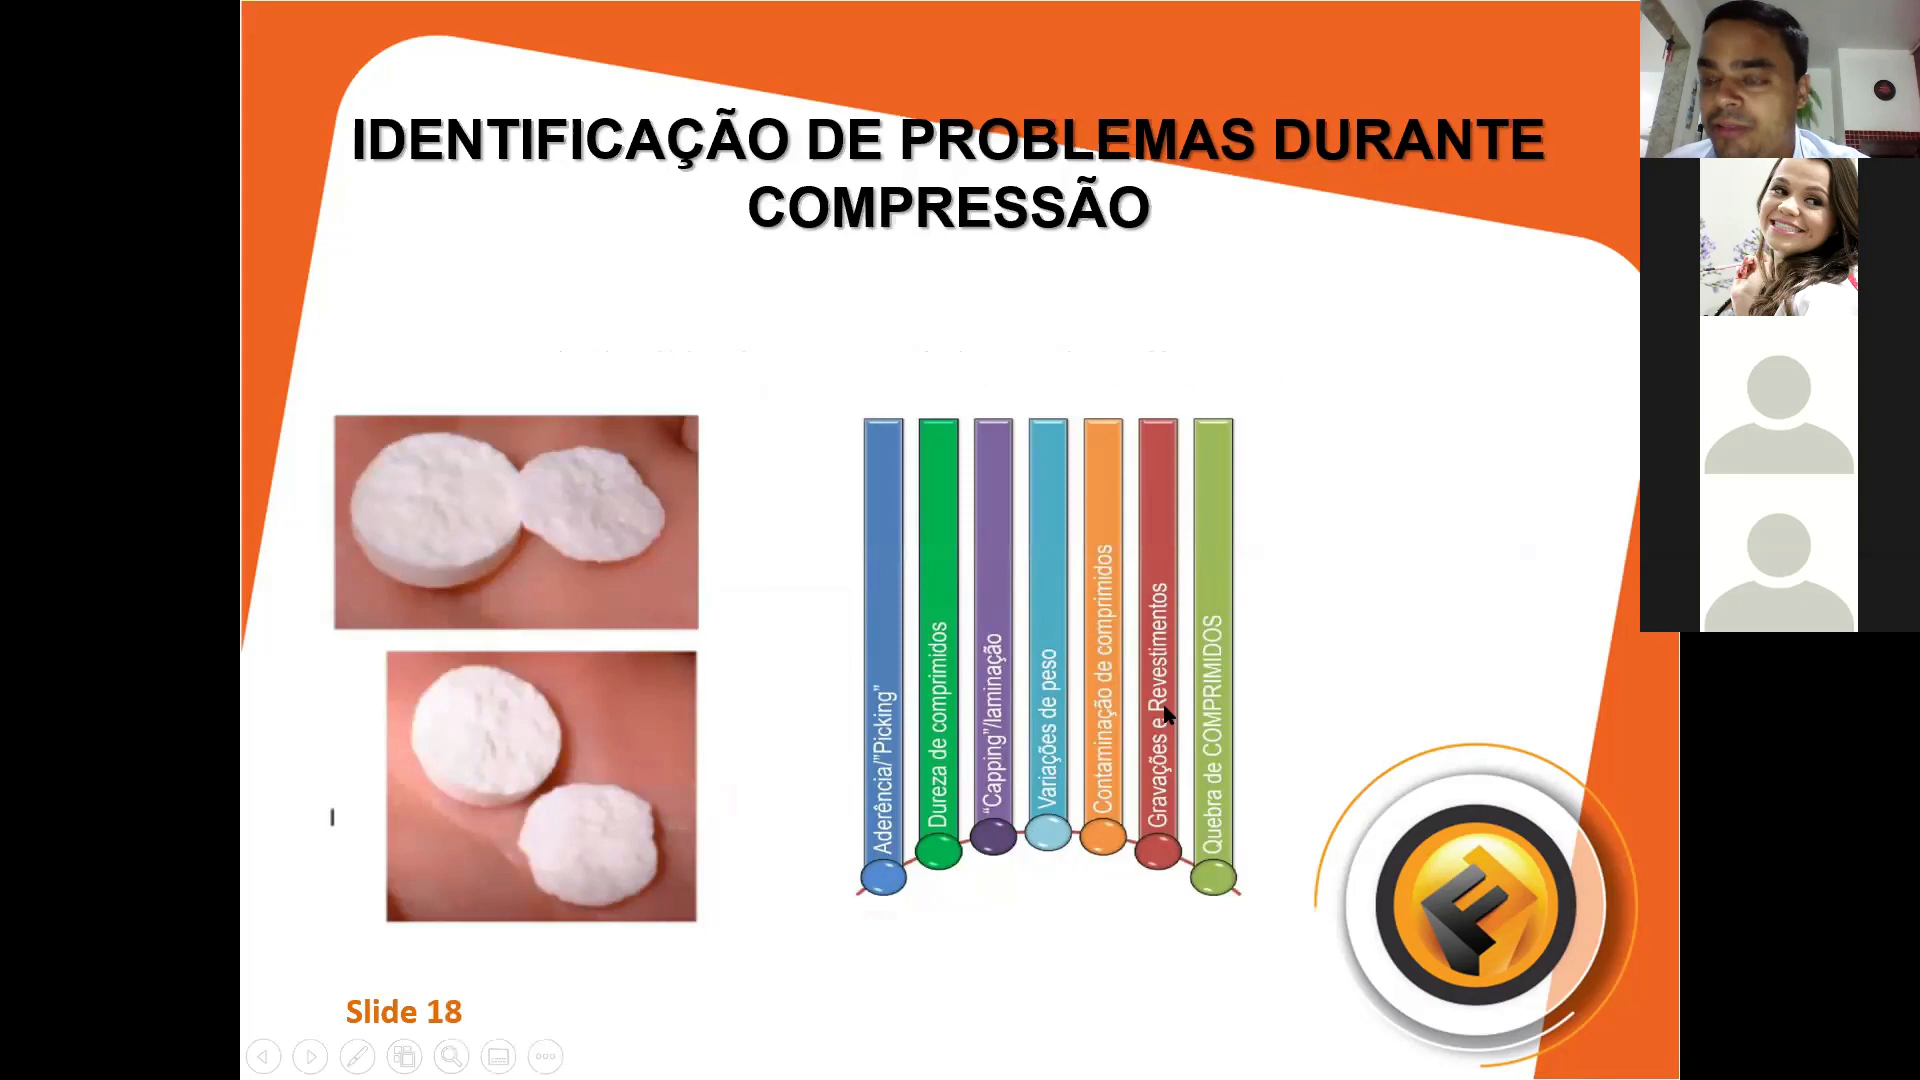 IDENTIFICAÇÃO DE PROBLEMAS DURANTE
COMPRESSÃO
Aderência/"Picking"
Dureza de comprimidos
"Capping"/laminação
Variações de peso
Contaminação de comprimidos
Gravações e Revestimentos
Quebra de COMPRIMIDOS
Slide 18